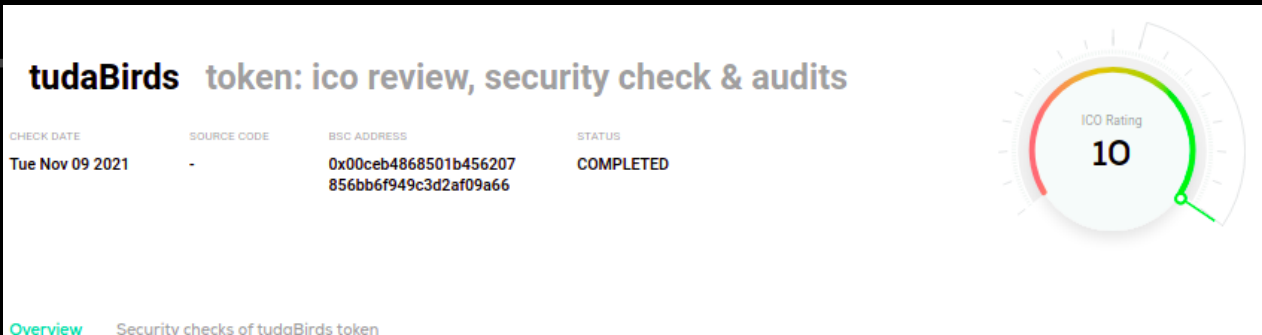 tudaBirds token: ico review, security check & audits
CHECK DATE SOURCE CODE BSC ADDRESS STATUS
Tue Nov 09 2021 - 0x00ceb4868501b456207 COMPLETED
856bb6f949c3d2af09a66
ICO Rating
10
Overview Security checks of tudaBirds token